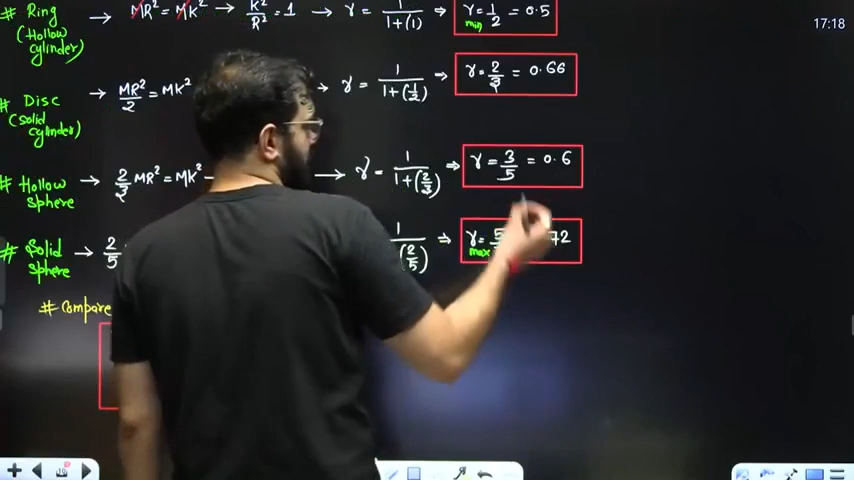 # Ring → MR² = MK² → K²/R² = 1 → γ = 1/1+(1) ⇒ γ = 1/2 = 0.5
(Hollow cylinder) min
17:18
# Disc → MR²/2 = MK² → γ = 1/1+(1/2) ⇒ γ = 2/3 = 0.66
(Solid cylinder)
# Hollow sphere → 2/3 MR² = MK² → γ = 1/1+(2/3) ⇒ γ = 3/5 = 0.6
# Solid sphere → 2/5 1 (2/5) ⇒ γ = 5 72
max
# Compare